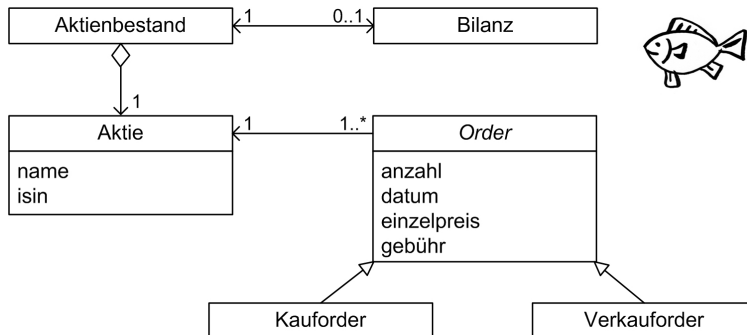 Aktienbestand
1
0..1
Bilanz
1
Aktie
name
isin
1
1..*
Order
anzahl
datum
einzelpreis
gebühr
Kauforder
Verkauforder